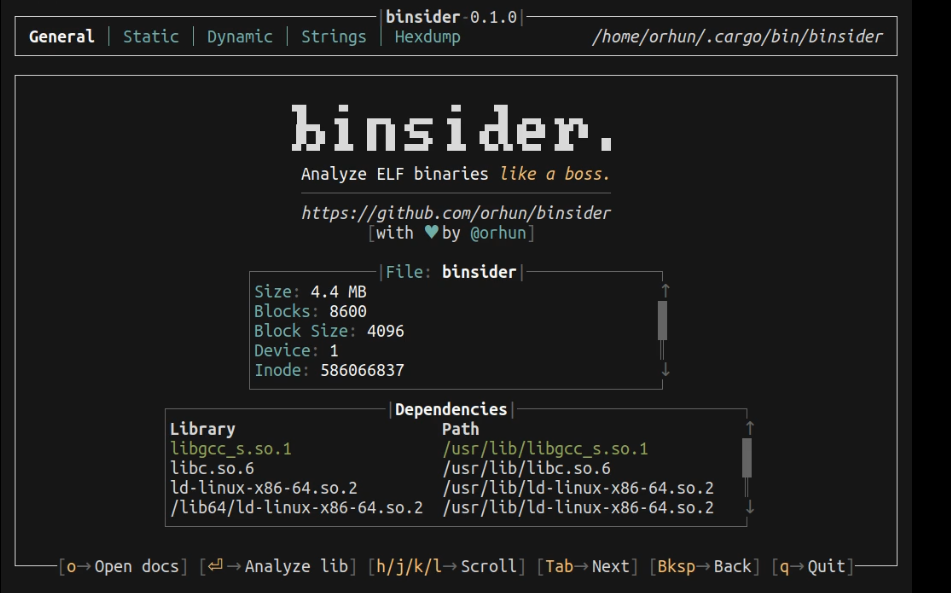 |binsider-0.1.0|
General | Static | Dynamic | Strings | Hexdump /home/orhun/.cargo/bin/binsider
binsider.
Analyze ELF binaries like a boss.
https://github.com/orhun/binsider
[with ♥ by @orhun]
|File: binsider|
Size: 4.4 MB
Blocks: 8600
Block Size: 4096
Device: 1
Inode: 586066837
|Dependencies|
Library Path
libgcc_s.so.1 /usr/lib/libgcc_s.so.1
libc.so.6 /usr/lib/libc.so.6
ld-linux-x86-64.so.2 /usr/lib/ld-linux-x86-64.so.2
/lib64/ld-linux-x86-64.so.2 /usr/lib/ld-linux-x86-64.so.2
[o→Open docs] [⏎→Analyze lib] [h/j/k/l→Scroll] [Tab→Next] [Bksp→Back] [q→Quit]